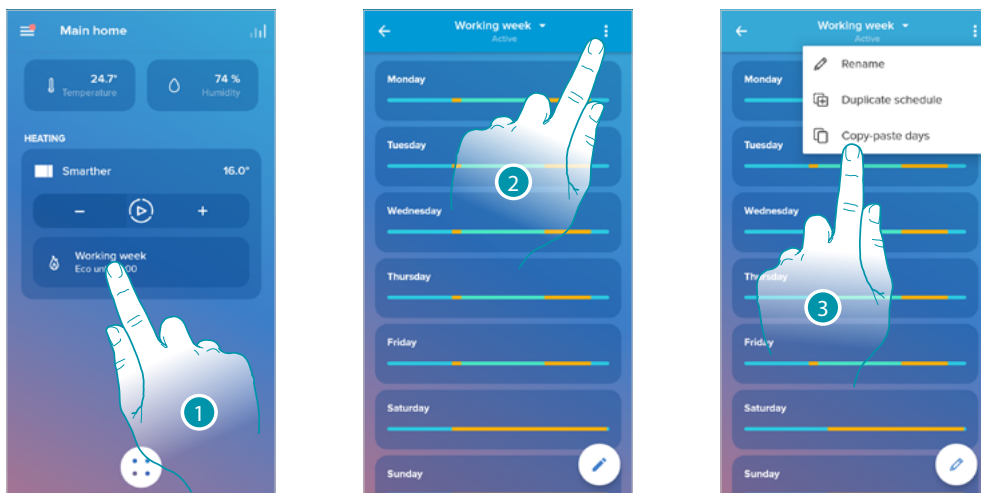 Main home
24.7°
Temperature
74 %
Humidity
HEATING
Smarther
16.0°
Working week
Eco
00
1
Working week
Active
Monday
Tuesday
Wednesday
Thursday
Friday
Saturday
Sunday
2
Working week
Active
Rename
Duplicate schedule
Copy-paste days
Monday
Tuesday
Wednesday
Friday
Saturday
Sunday
3